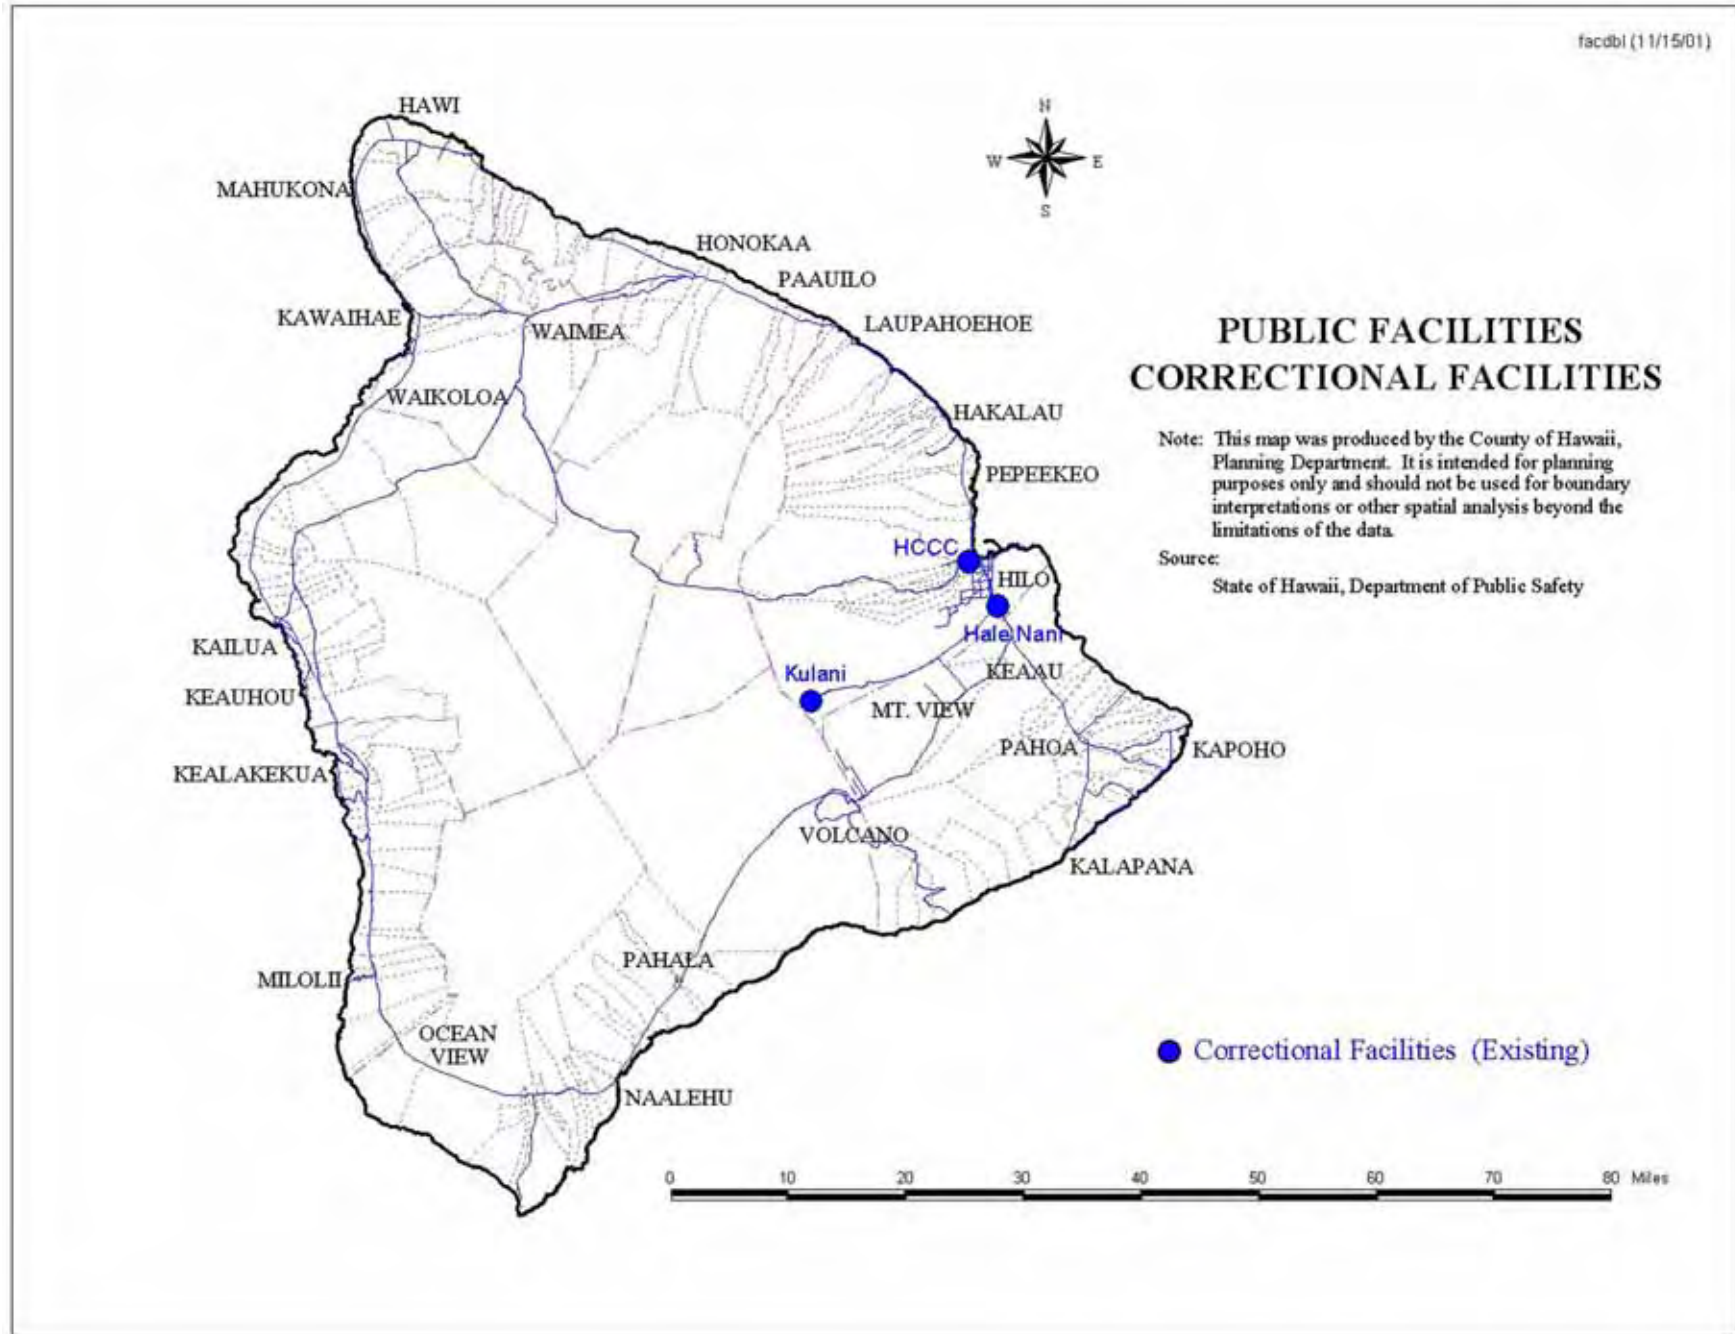 facdbl (11/15/01)
HAWI
N
W E
S
MAHUKONA
HONOKAA
PAAUILO
KAWAIHAE
WAIMEA
LAUPAHOEHOE
PUBLIC FACILITIES
CORRECTIONAL FACILITIES
WAIKOLOA
HAKALAU
Note: This map was produced by the County of Hawaii,
Planning Department. It is intended for planning
purposes only and should not be used for boundary
interpretations or other spatial analysis beyond the
limitations of the data.
PEPEEKEO
HCCC
Source:
State of Hawaii, Department of Public Safety
HILO
Hale Nani
KAILUA
KEAAU
Kulani
KEAUHOU
MT. VIEW
PAHOA
KAPOHO
KEALAKEKUA
VOLCANO
KALAPANA
PAHALA
MILOLII
OCEAN
VIEW
Correctional Facilities (Existing)
NAALEHU
0 10 20 30 40 50 60 70 80 Miles